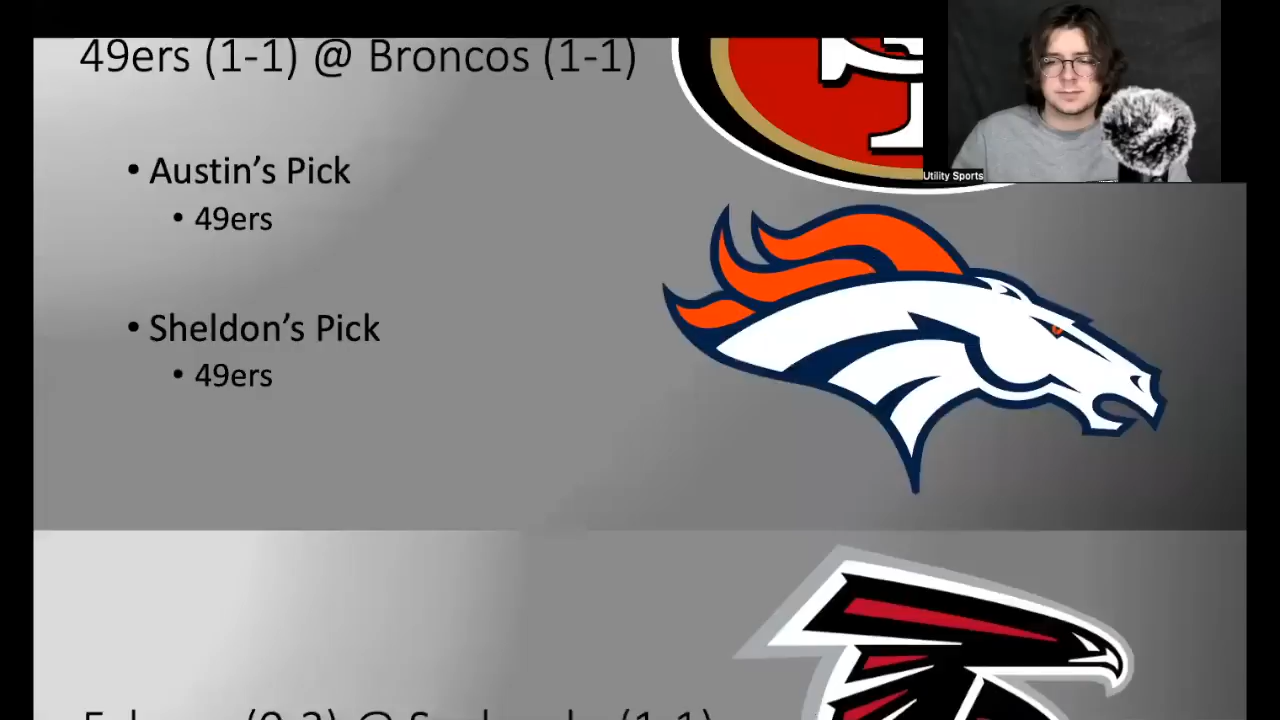 49ers (1-1) @ Broncos (1-1)
Utility Sports
• Austin’s Pick
• 49ers
• Sheldon’s Pick
• 49ers